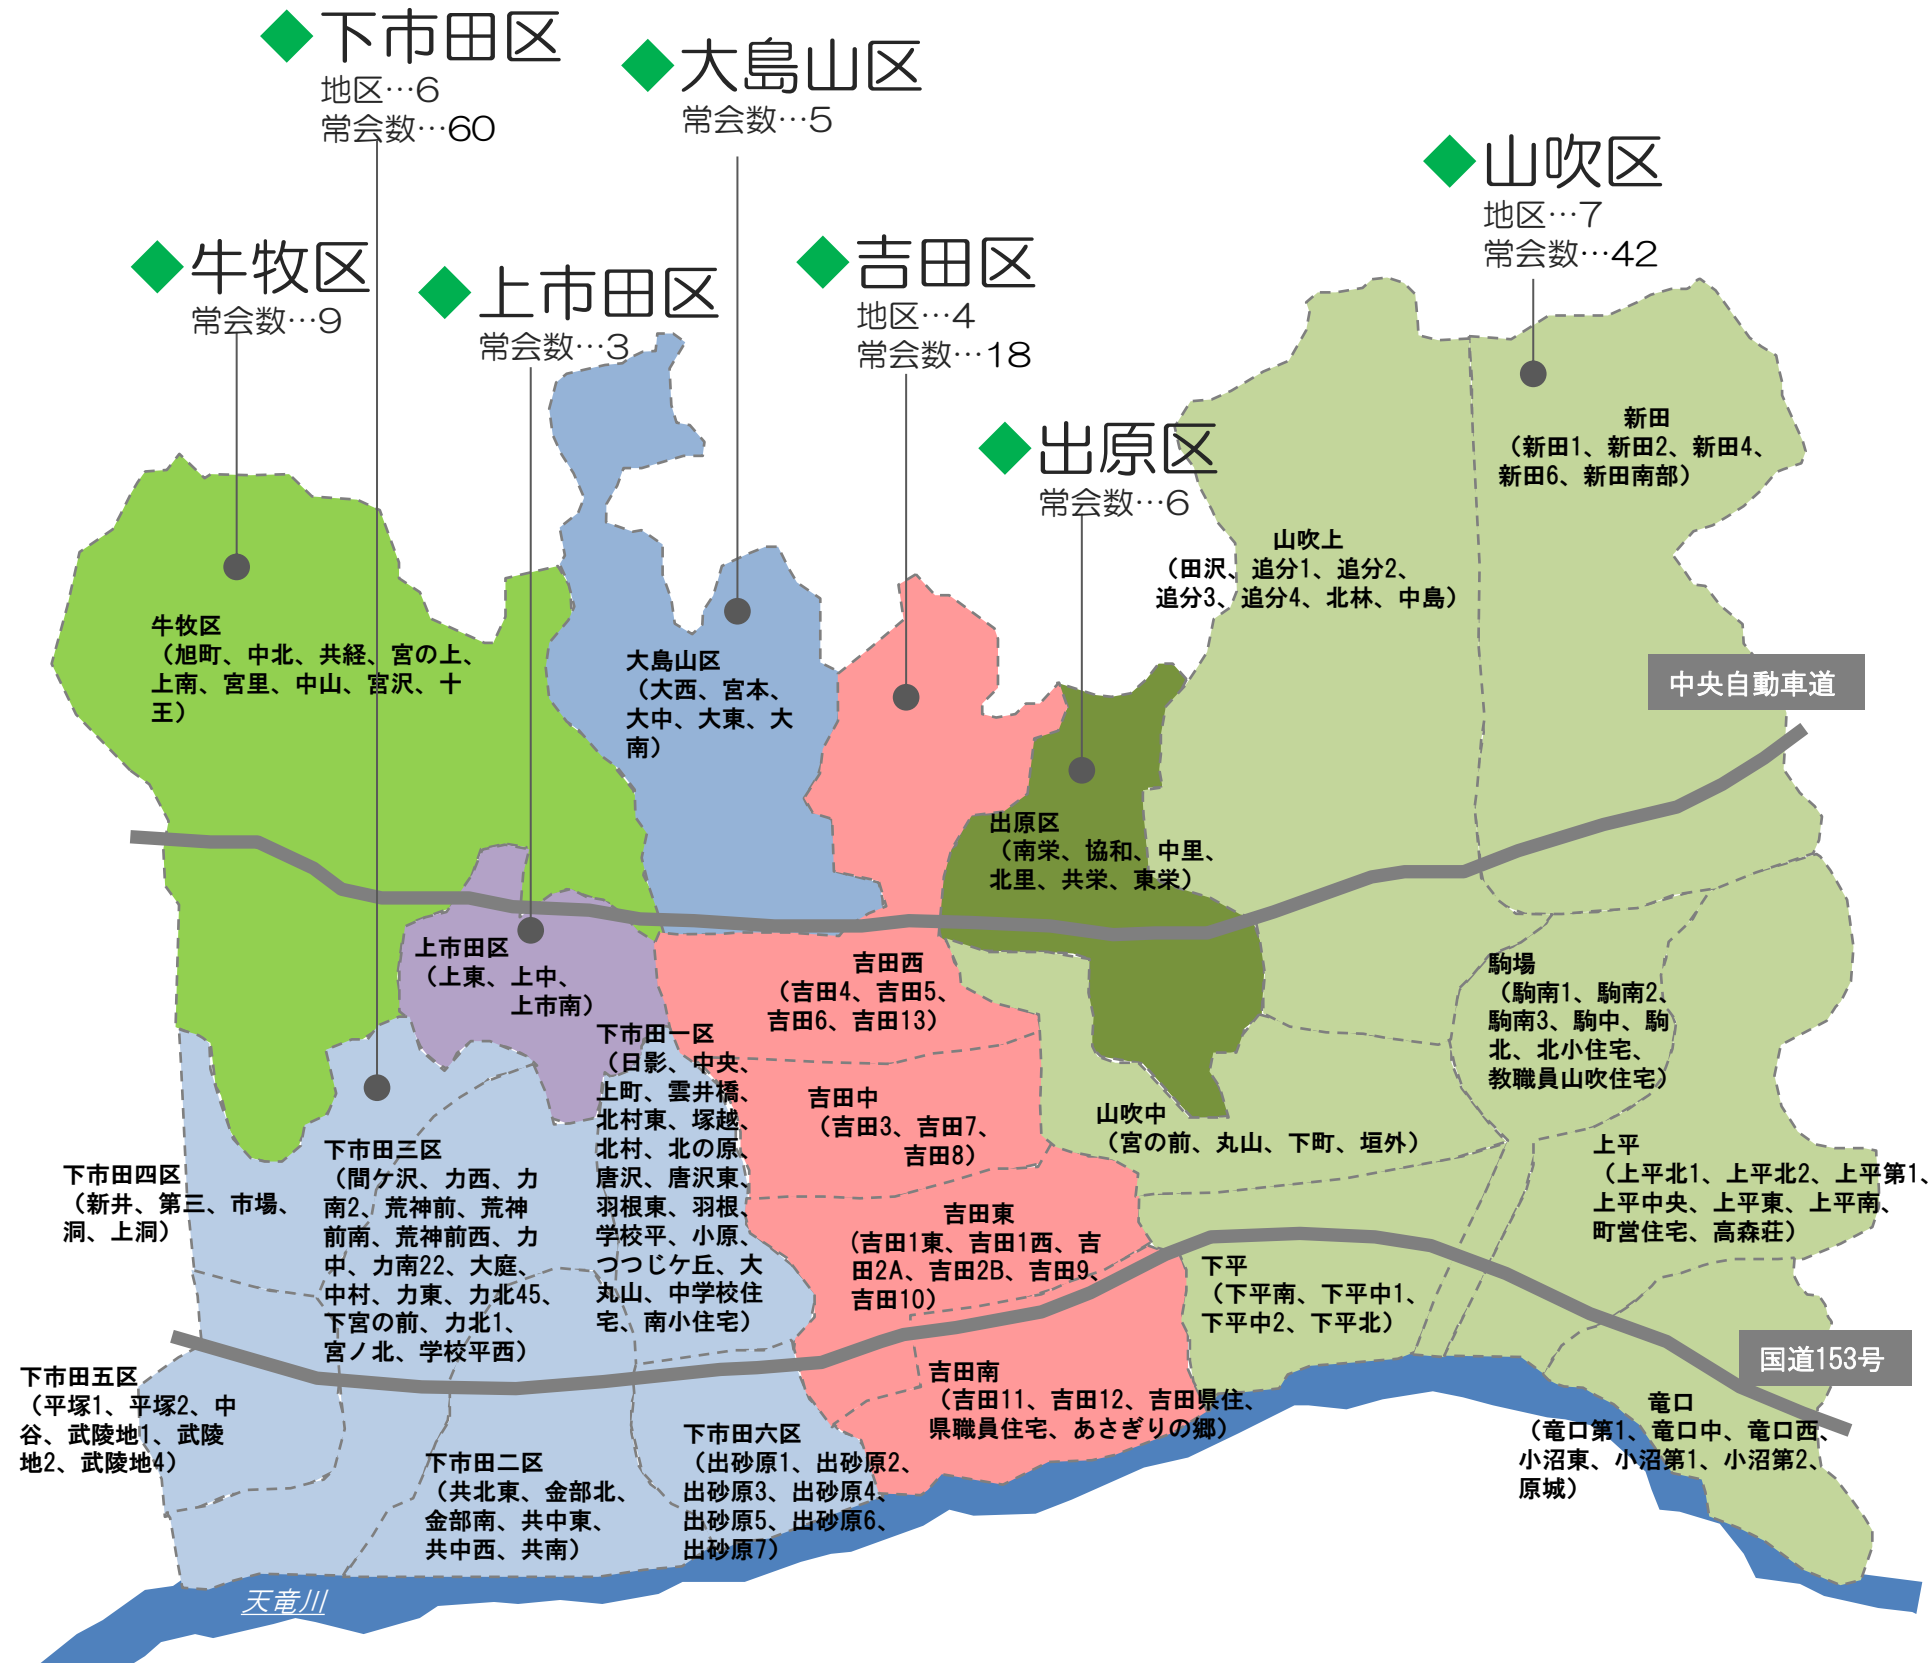 ◆下市田区
地区…6
常会数…60
◆大島山区
常会数…5
◆山吹区
地区…7
常会数…42
◆牛牧区
常会数…9
◆上市田区
常会数…3
◆吉田区
地区…4
常会数…18
◆出原区
常会数…6
新田
（新田1、新田2、新田4、
新田6、新田南部）
山吹上
（田沢、追分1、追分2、
追分3、追分4、北林、中島）
牛牧区
（旭町、中北、共経、宮の上、
上南、宮里、中山、宮沢、十
王）
大島山区
（大西、宮本、
大中、大東、大
南）
中央自動車道
出原区
（南栄、協和、中里、
北里、共栄、東栄）
上市田区
（上東、上中、
上市南）
吉田西
（吉田4、吉田5、
吉田6、吉田13）
駒場
（駒南1、駒南2、
駒南3、駒中、駒
北、北小住宅、
教職員山吹住宅）
下市田一区
（日影、中央、
上町、雲井橋、
北村東、塚越、
北村、北の原、
唐沢、唐沢東、
羽根東、羽根、
学校平、小原、
つつじケ丘、大
丸山、中学校住
宅、南小住宅）
吉田中
（吉田3、吉田7、
吉田8）
山吹中
（宮の前、丸山、下町、垣外）
上平
（上平北1、上平北2、上平第1、
上平中央、上平東、上平南、
町営住宅、高森荘）
下市田四区
（新井、第三、市場、
洞、上洞）
下市田三区
（間ケ沢、力西、力
南2、荒神前、荒神
前南、荒神前西、力
中、力南22、大庭、
中村、力東、力北45、
下宮の前、力北1、
宮ノ北、学校平西）
吉田東
（吉田1東、吉田1西、吉
田2A、吉田2B、吉田9、
吉田10）
下平
（下平南、下平中1、
下平中2、下平北）
国道153号
下市田五区
（平塚1、平塚2、中
谷、武陵地1、武陵
地2、武陵地4）
吉田南
（吉田11、吉田12、吉田県住、
県職員住宅、あさぎりの郷）
竜口
（竜口第1、竜口中、竜口西、
小沼東、小沼第1、小沼第2、
原城）
下市田二区
（共北東、金部北、
金部南、共中東、
共中西、共南）
下市田六区
（出砂原1、出砂原2、
出砂原3、出砂原4、
出砂原5、出砂原6、
出砂原7）
天竜川